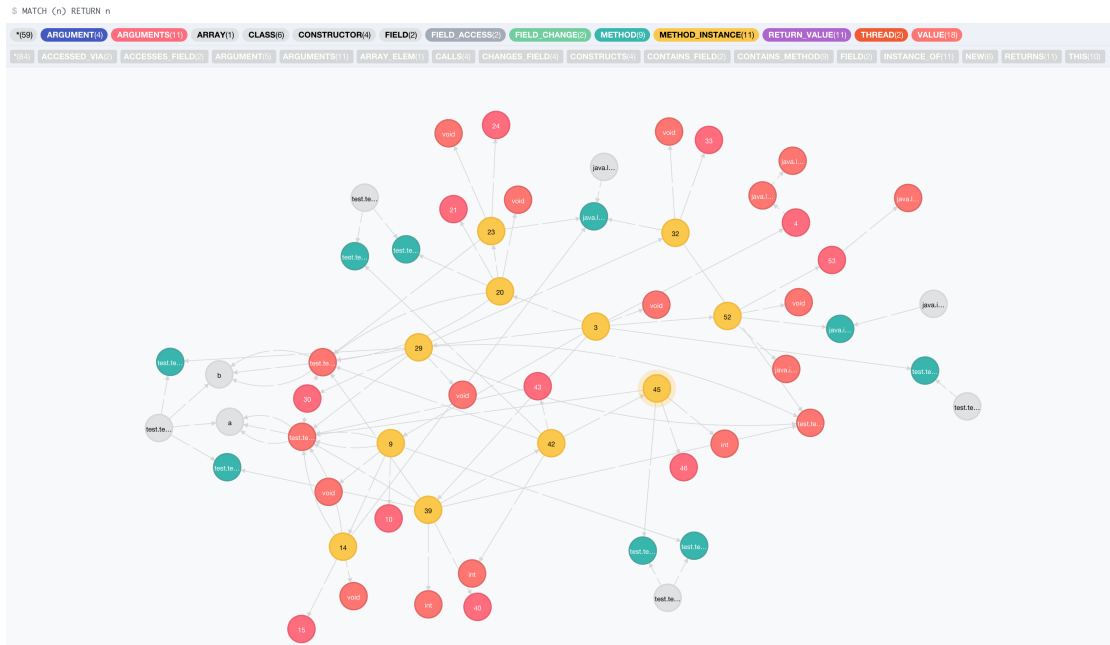 $ MATCH (n) RETURN n
*(59) ARGUMENT(4) ARGUMENTS(11) ARRAY(1) CLASS(6) CONSTRUCTOR(4) FIELD(2) FIELD_ACCESS(2) FIELD_CHANGE(2) METHOD(9) METHOD_INSTANCE(11) RETURN_VALUE(11) THREAD(2) VALUE(18)
*(84) ACCESSED_VIA(2) ACCESSES_FIELD(2) ARGUMENT(5) ARGUMENTS(11) ARRAY_ELEM(1) CALLS(4) CHANGES_FIELD(4) CONSTRUCTS(4) CONTAINS_FIELD(2) CONTAINS_METHOD(9) FIELD(2) INSTANCE_OF(11) NEW(6) RETURNS(11) THIS(10)
void
24
void
33
java.i...
java.l...
test.te...
java.i...
java.i...
void
21
java.l...
4
23
32
test.te...
test.te...
53
20
void
void
java.i...
52
3
java.i...
29
test.te...
test.te...
java.i...
test.te...
b
43
45
void
30
test.te...
a
test.te...
test.te...
test.te...
9
42
int
test.te...
46
void
39
10
14
test.te...
test.te...
int
void
test.te...
int
40
15